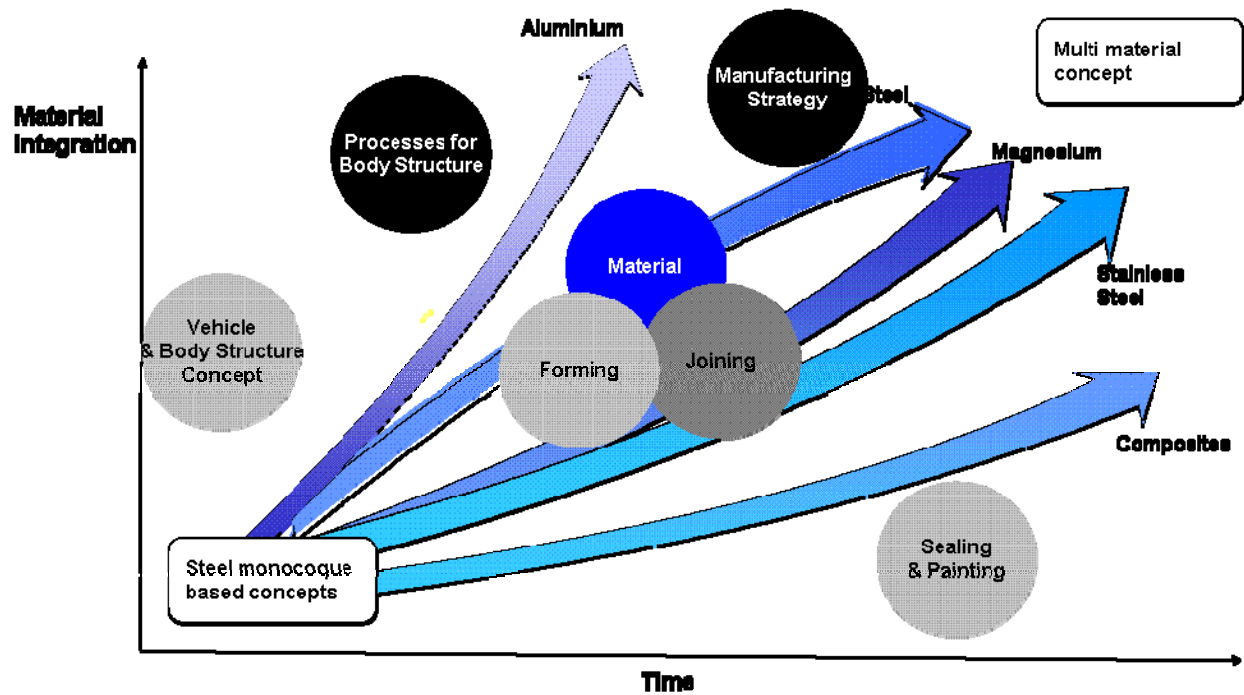 Aluminium
Multi material
concept
Manufacturing
Strategy
Steel
Material
Integration
Processes for
Body Structure
Magnesium
Material
Stainless
Steel
Vehicle
& Body Structure
Concept
Forming
Joining
Composites
Sealing
& Painting
Steel monocoque
based concepts
Time